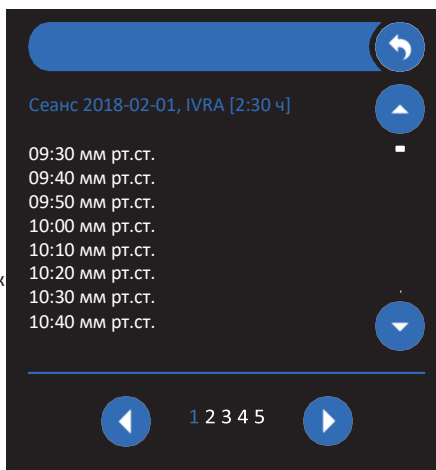 Сеанс 2018-02-01, IVRA [2:30 ч]
09:30 мм рт.ст.
09:40 мм рт.ст.
09:50 мм рт.ст.
10:00 мм рт.ст.
10:10 мм рт.ст.
10:20 мм рт.ст.
10:30 мм рт.ст.
10:40 мм рт.ст.
1 2 3 4 5